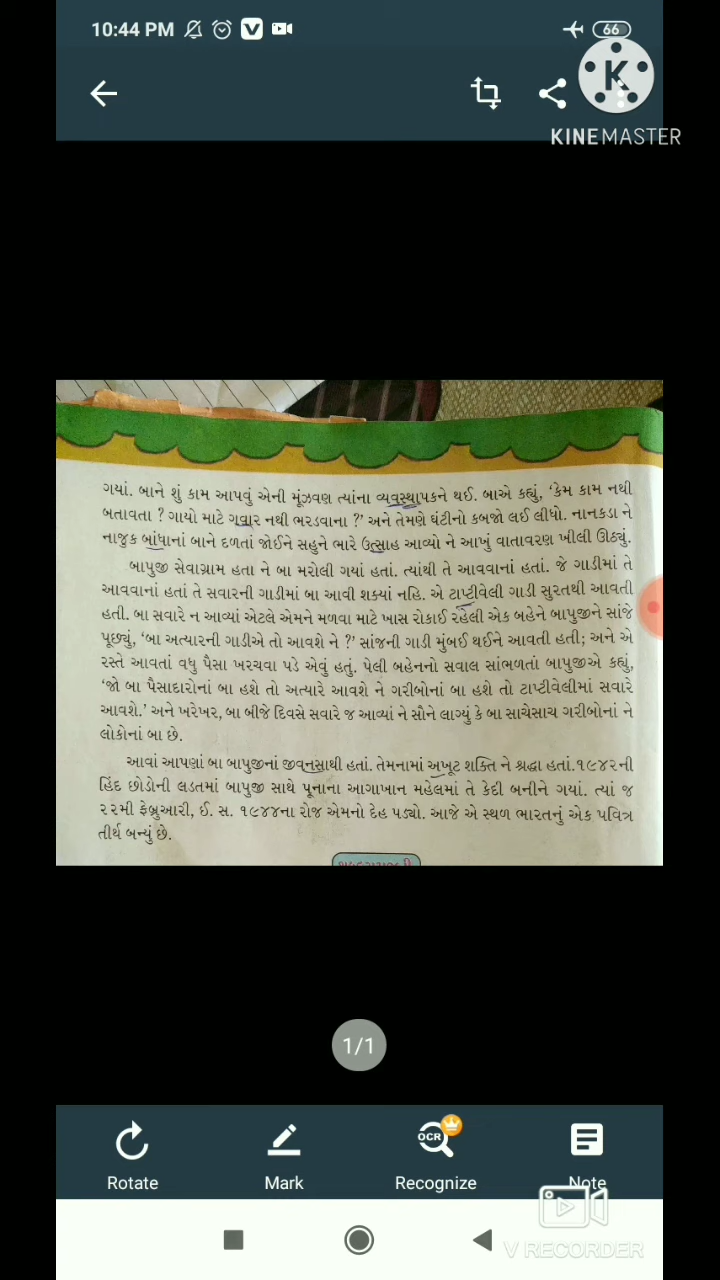 10:44 PM
66
KINEMASTER
ગયાં. બાને શું કામ આપવું એની મૂંઝવણ ત્યાંના વ્યવસ્થાપકને થઈ. બાએ કહ્યું, ‘કેમ કામ નથી
બતાવતા ? ગાયો માટે ગવાર નથી ભરડવાના ?’ અને તેમણે ઘંટીનો કબજો લઈ લીધો. નાનકડા ને
નાજુક બાંધાનાં બાને દળતાં જોઈને સહુને ભારે ઉત્સાહ આવ્યો ને આખું વાતાવરણ ખીલી ઊઠ્યું.
બાપુજી સેવાગ્રામ હતા ને બા મરોલી ગયાં હતાં. ત્યાંથી તે આવવાનાં હતાં. જે ગાડીમાં તે
આવવાનાં હતાં તે સવારની ગાડીમાં બા આવી શક્યાં નહિ. એ ટાપ્ટીવેલી ગાડી સુરતથી આવતી
હતી. બા સવારે ન આવ્યાં એટલે એમને મળવા માટે ખાસ રોકાઈ રહેલી એક બહેને બાપુજીને સાંજે
પૂછ્યું, ‘બા અત્યારની ગાડીએ તો આવશે ને ?’ સાંજની ગાડી મુંબઈ થઈને આવતી હતી; અને એ
રસ્તે આવતાં વધુ પૈસા ખરચવા પડે એવું હતું. પેલી બહેનનો સવાલ સાંભળતાં બાપુજીએ કહ્યું,
‘જો બા પૈસાદારોનાં બા હશે તો અત્યારે આવશે ને ગરીબોનાં બા હશે તો ટાપ્ટીવેલીમાં સવારે
આવશે.’ અને ખરેખર, બા બીજે દિવસે સવારે જ આવ્યાં ને સૌને લાગ્યું કે બા સાચેસાચ ગરીબોનાં ને
લોકોનાં બા છે.
આવાં આપણાં બા બાપુજીનાં જીવનસાથી હતાં. તેમનામાં અખૂટ શક્તિ ને શ્રદ્ધા હતાં.૧૯૪૨ની
હિંદ છોડોની લડતમાં બાપુજી સાથે પૂનાના આગાખાન મહેલમાં તે કેદી બનીને ગયાં. ત્યાં જ
૨૨મી ફેબ્રુઆરી, ઈ. સ. ૧૯૪૪ના રોજ એમનો દેહ પડ્યો. આજે એ સ્થળ ભારતનું એક પવિત્ર
તીર્થ બન્યું છે.
1/1
OCR
Rotate Mark Recognize Note
V RECORDER